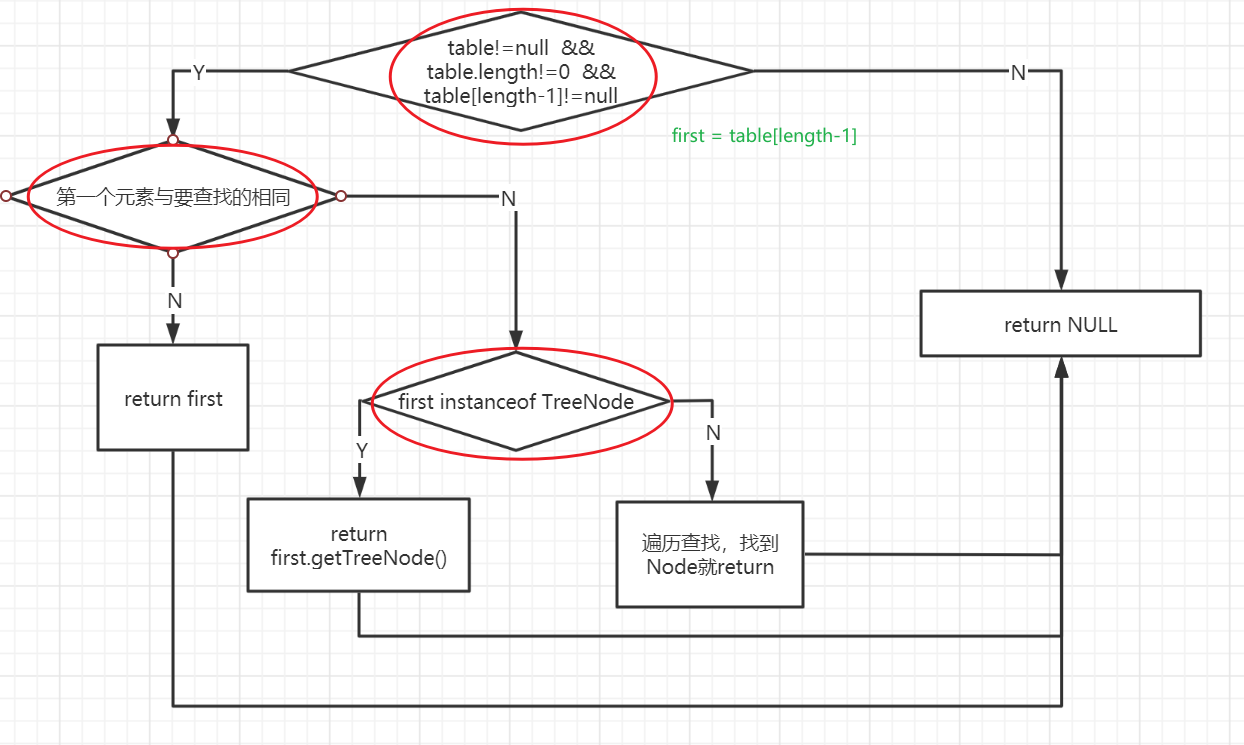 table!=null  &&
table.length!=0  &&
table[length-1]!=null
Y
N
first = table[length-1]
第一个元素与要查找的相同
N
N
return NULL
return first
first instanceof TreeNode
Y
N
return
first.getTreeNode()
遍历查找，找到
Node就return